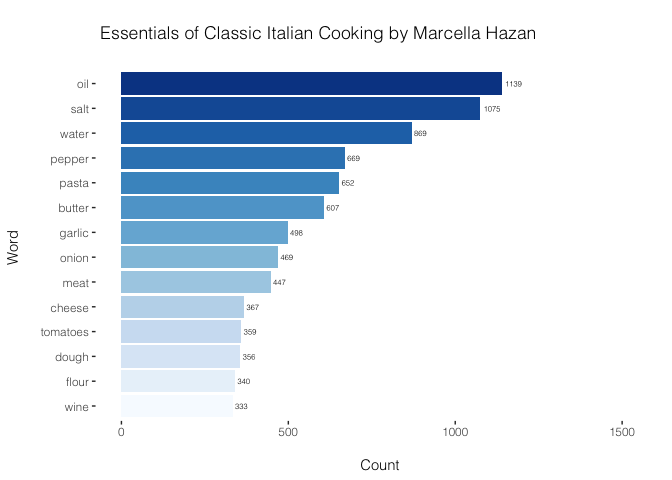 Essentials of Classic Italian Cooking by Marcella Hazan
Word
oil 1139
salt 1075
water 869
pepper 669
pasta 652
butter 607
garlic 498
onion 469
meat 447
cheese 367
tomatoes 359
dough 356
flour 340
wine 333
0 500 1000 1500
Count